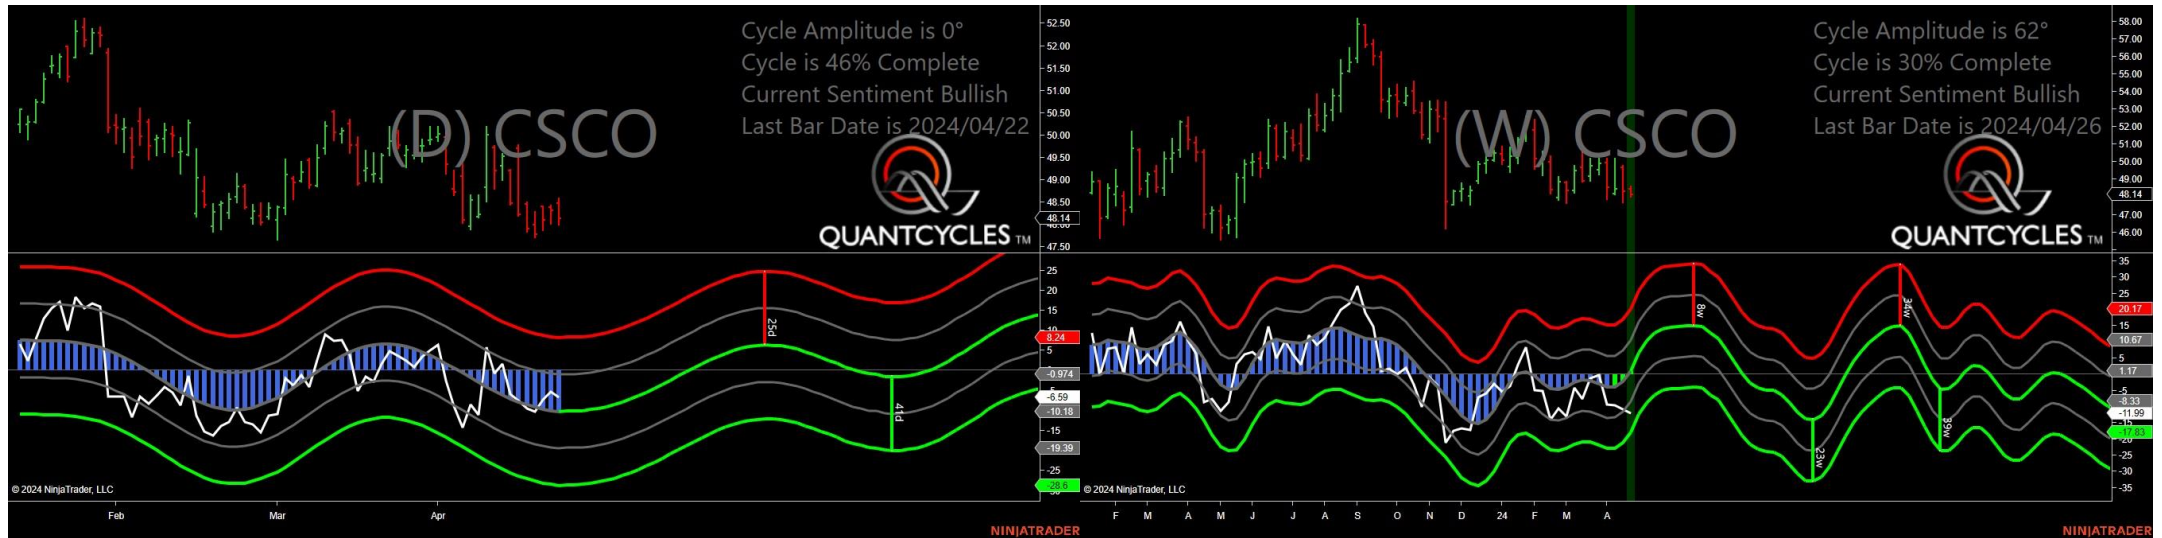 Cycle Amplitude is 0°
Cycle is 46% Complete
Current Sentiment Bullish
Last Bar Date is 2024/04/22
(D) CSCO
QUANTCYCLES TM
52.50
52.00
51.50
51.00
50.50
50.00
49.50
49.00
48.50
48.14
48.00
47.50
25
20
15
10
8.24
5
-0.974
-6.59
-10.18
-15
-19.39
-25
-28.6
25d
41d
© 2024 NinjaTrader, LLC
Feb
Mar
Apr
NINJATRADER
Cycle Amplitude is 62°
Cycle is 30% Complete
Current Sentiment Bullish
Last Bar Date is 2024/04/26
(W) CSCO
QUANTCYCLES TM
58.00
57.00
56.00
55.00
54.00
53.00
52.00
51.00
50.00
49.00
48.14
47.00
46.00
35
30
25
20.17
15
10.67
5
1.17
-5
-8.33
-11.99
-15
-17.83
-20
-25
-30
-35
8w
34w
23w
39w
© 2024 NinjaTrader, LLC
F M A M J J A S O N D 24 F M A
NINJATRADER